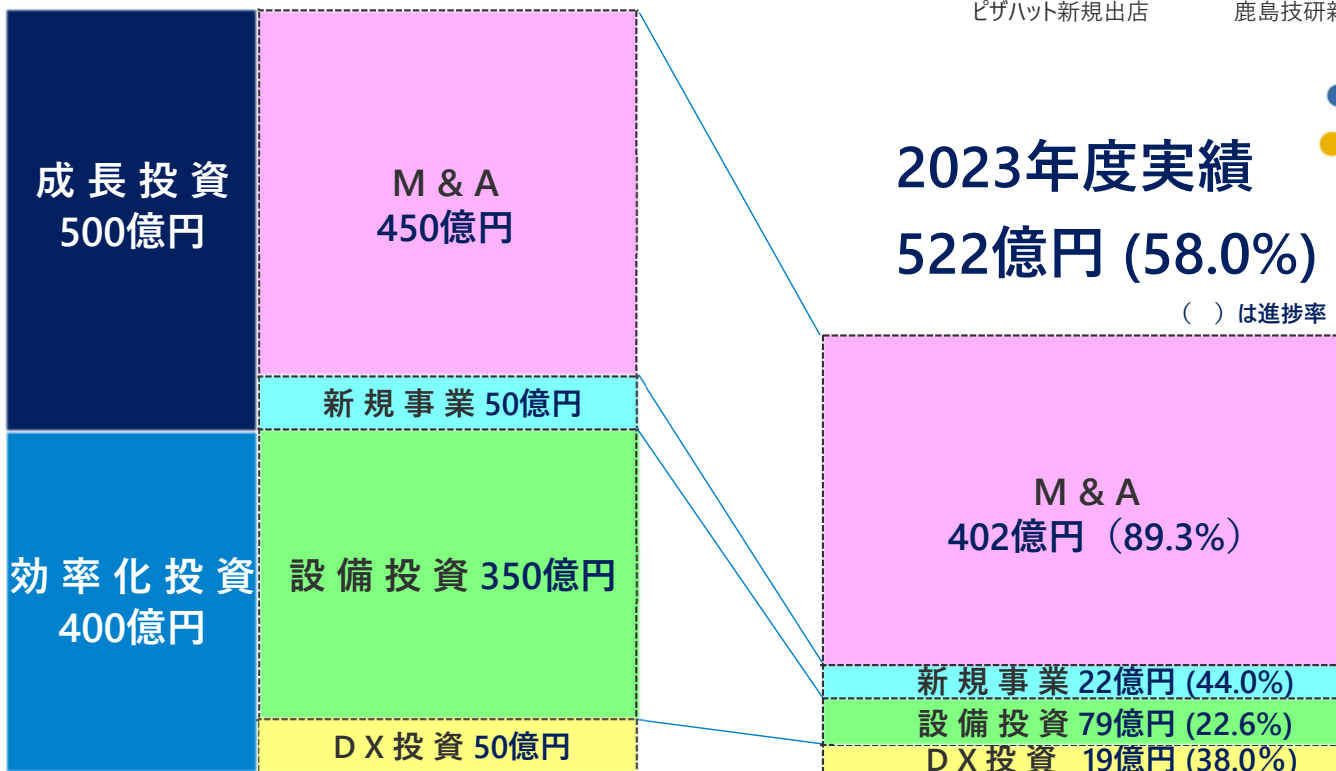 ピザハット新規出店
鹿島技研新
成長投資
500億円
M & A
450億円
新規事業 50億円
効率化投資
400億円
設備投資 350億円
DX投資 50億円
2023年度実績
522億円 (58.0%)
（　）は進捗率
M & A
402億円（89.3%）
新規事業 22億円 (44.0%)
設備投資 79億円 (22.6%)
DX投資 19億円 (38.0%)